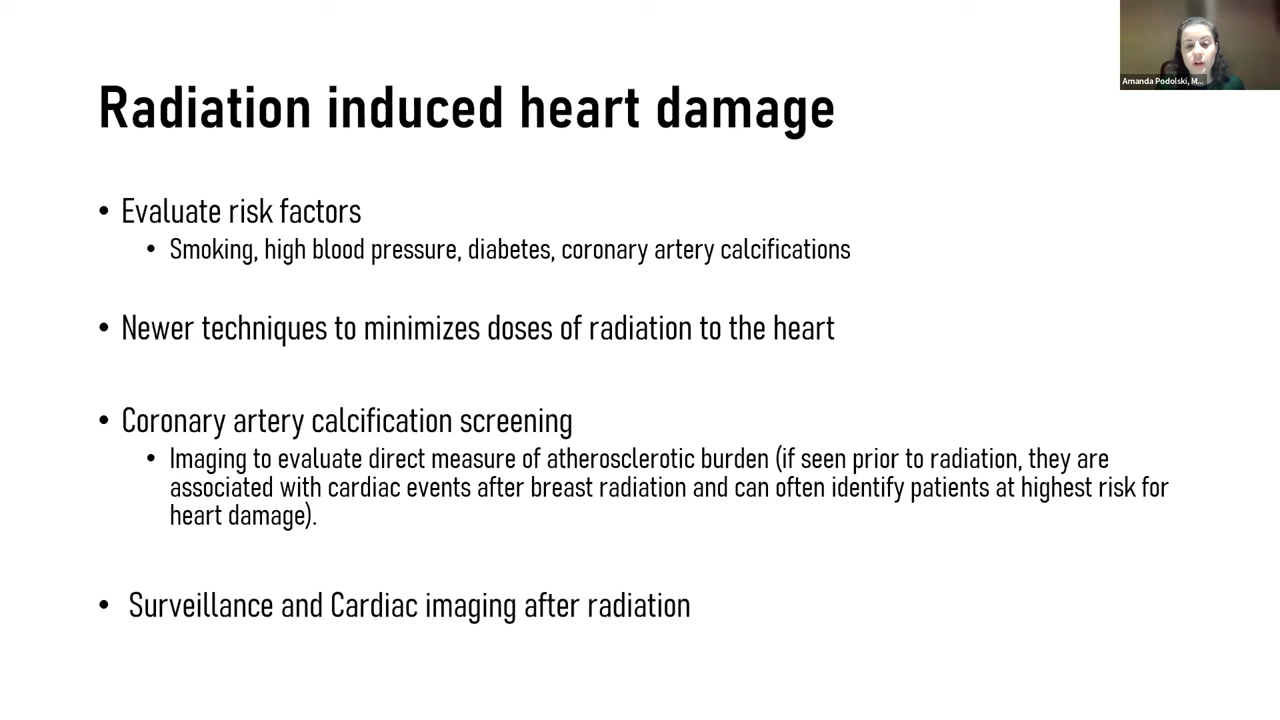 Amanda Podolski, M...
Radiation induced heart damage
• Evaluate risk factors
• Smoking, high blood pressure, diabetes, coronary artery calcifications
• Newer techniques to minimizes doses of radiation to the heart
• Coronary artery calcification screening
• Imaging to evaluate direct measure of atherosclerotic burden (if seen prior to radiation, they are
associated with cardiac events after breast radiation and can often identify patients at highest risk for
heart damage).
• Surveillance and Cardiac imaging after radiation